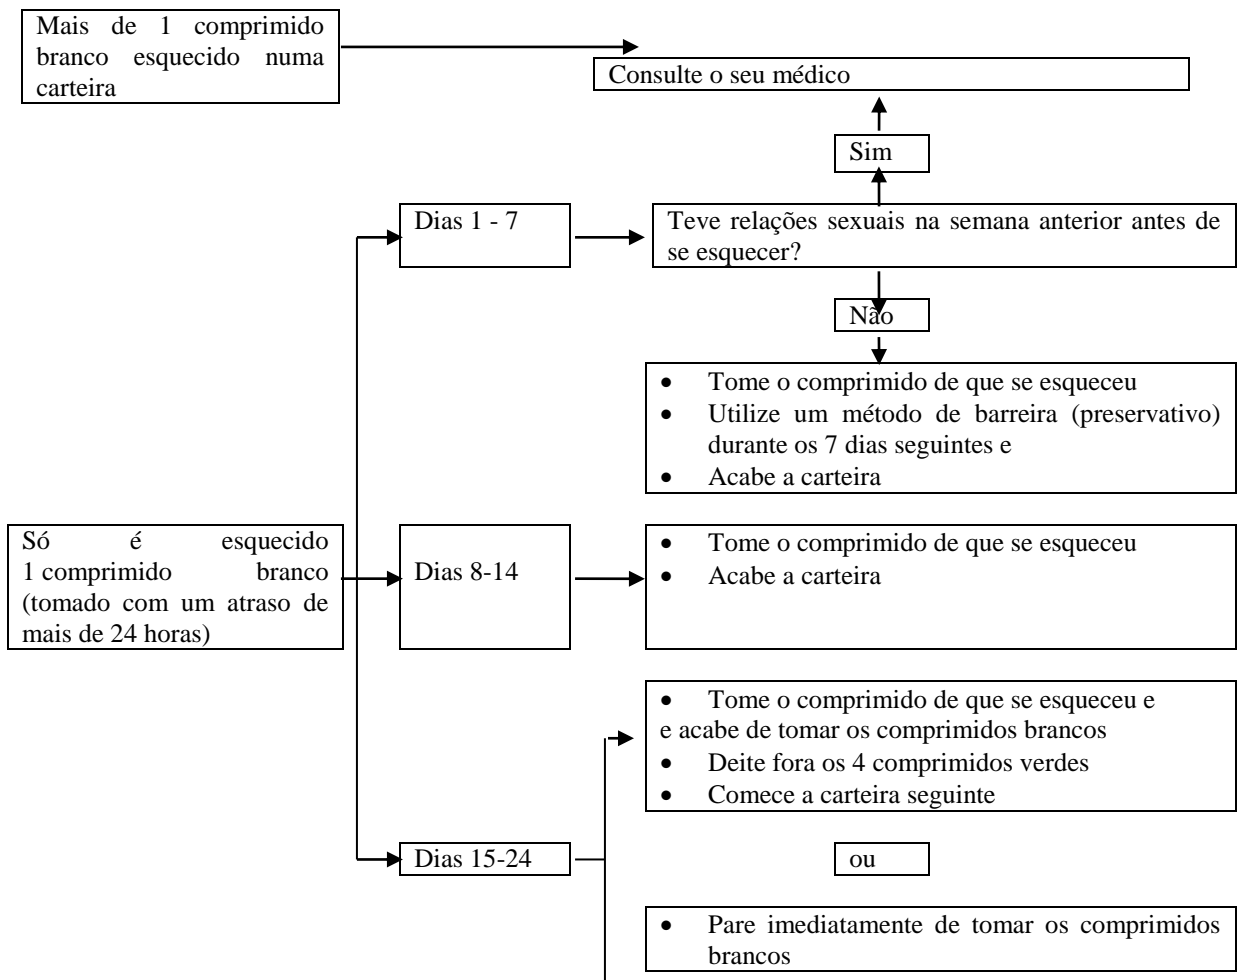 Mais de 1 comprimido
branco esquecido numa
carteira
Consulte o seu médico
Sim
Dias 1 - 7
Teve relações sexuais na semana anterior antes de
se esquecer?
Não
• Tome o comprimido de que se esqueceu
• Utilize um método de barreira (preservativo)
durante os 7 dias seguintes e
• Acabe a carteira
Só é esquecido
1 comprimido branco
(tomado com um atraso de
mais de 24 horas)
Dias 8-14
• Tome o comprimido de que se esqueceu
• Acabe a carteira
• Tome o comprimido de que se esqueceu e
e acabe de tomar os comprimidos brancos
• Deite fora os 4 comprimidos verdes
• Comece a carteira seguinte
Dias 15-24
ou
• Pare imediatamente de tomar os comprimidos
brancos